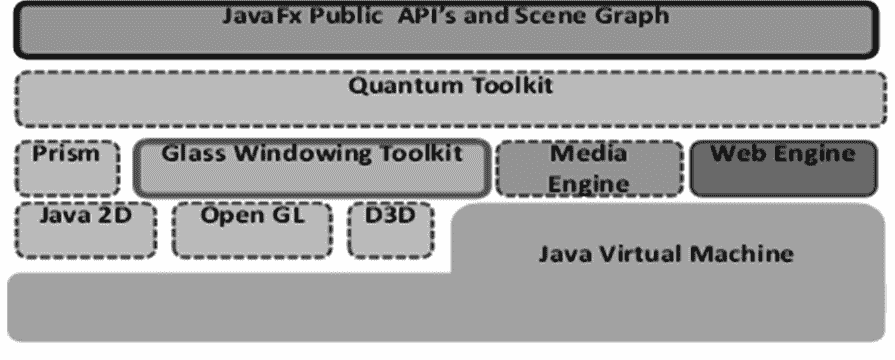 JavaFx Public API's and Scene Graph
Quantum Toolkit
Prism
Glass Windowing Toolkit
Media
Engine
Web Engine
Java 2D
Open GL
D3D
Java Virtual Machine